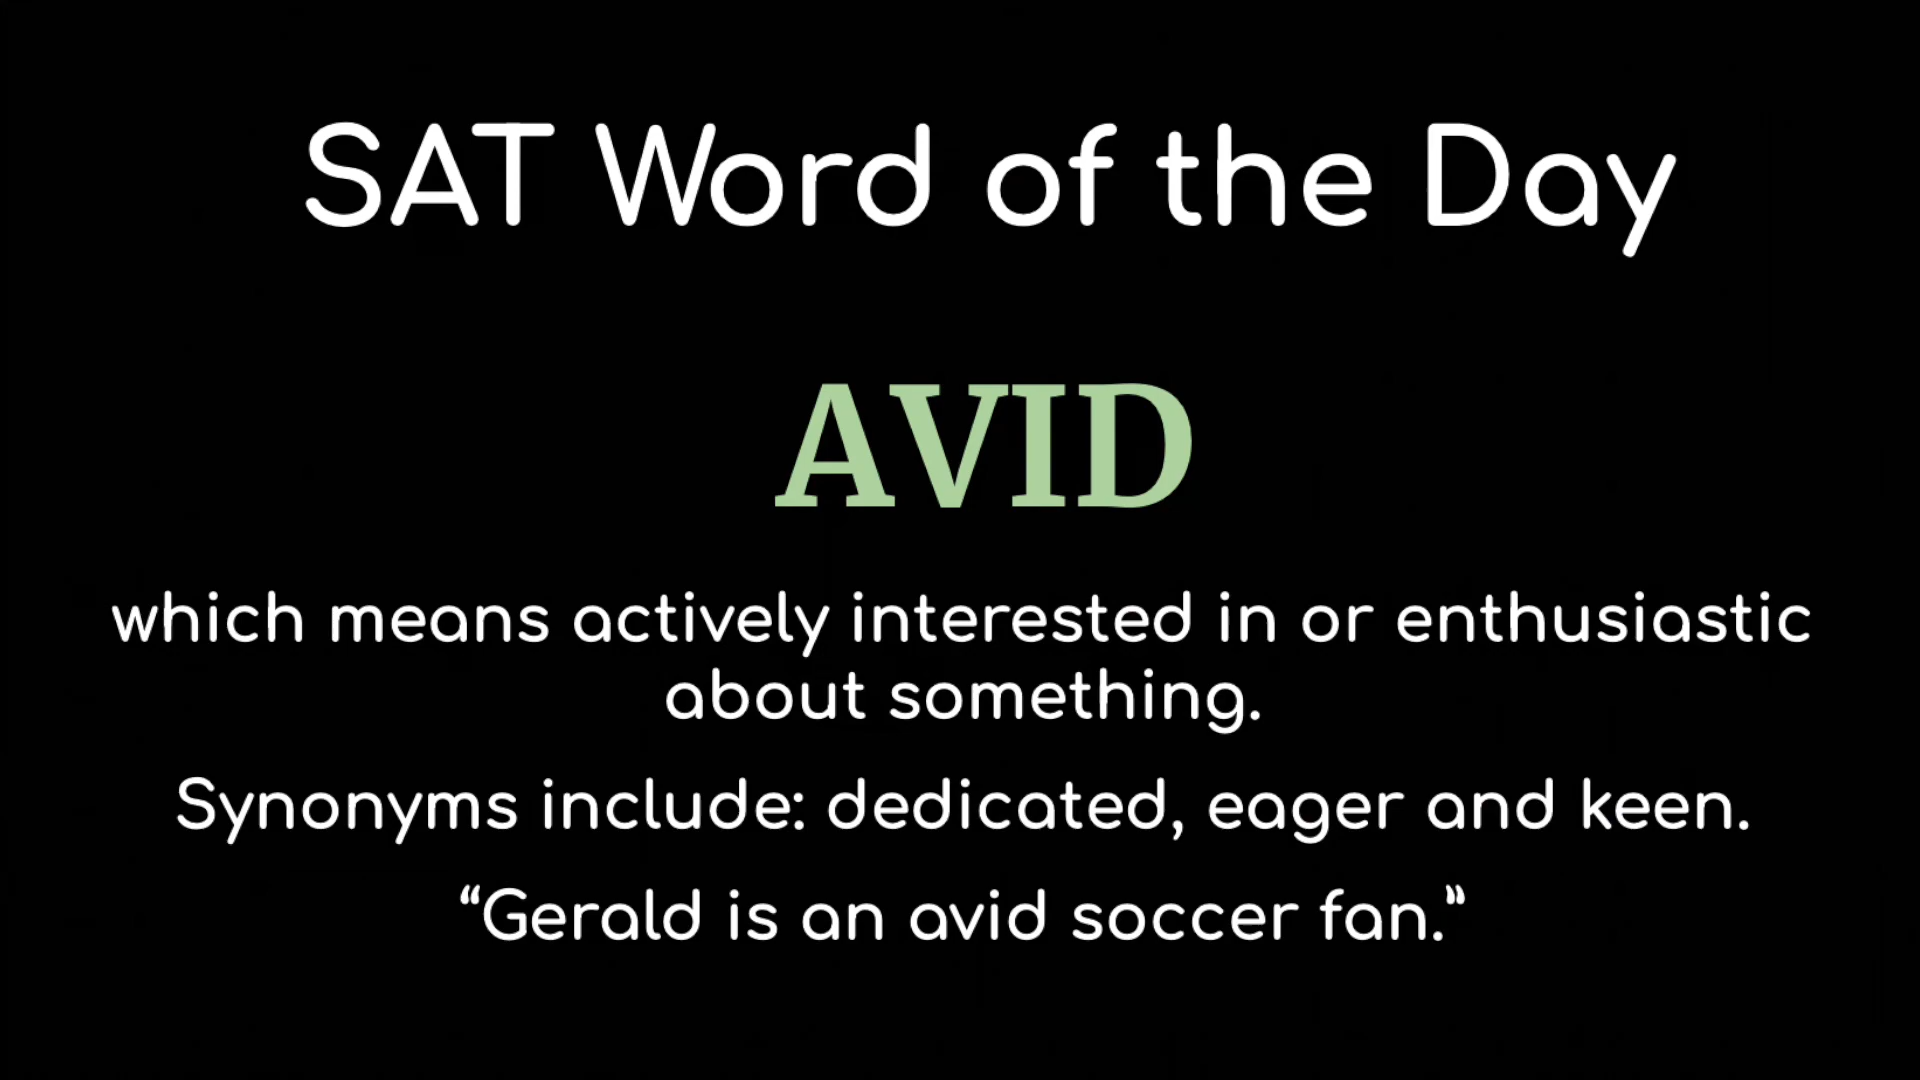 SAT Word of the Day
AVID
which means actively interested in or enthusiastic
about something.
Synonyms include: dedicated, eager and keen.
“Gerald is an avid soccer fan.”